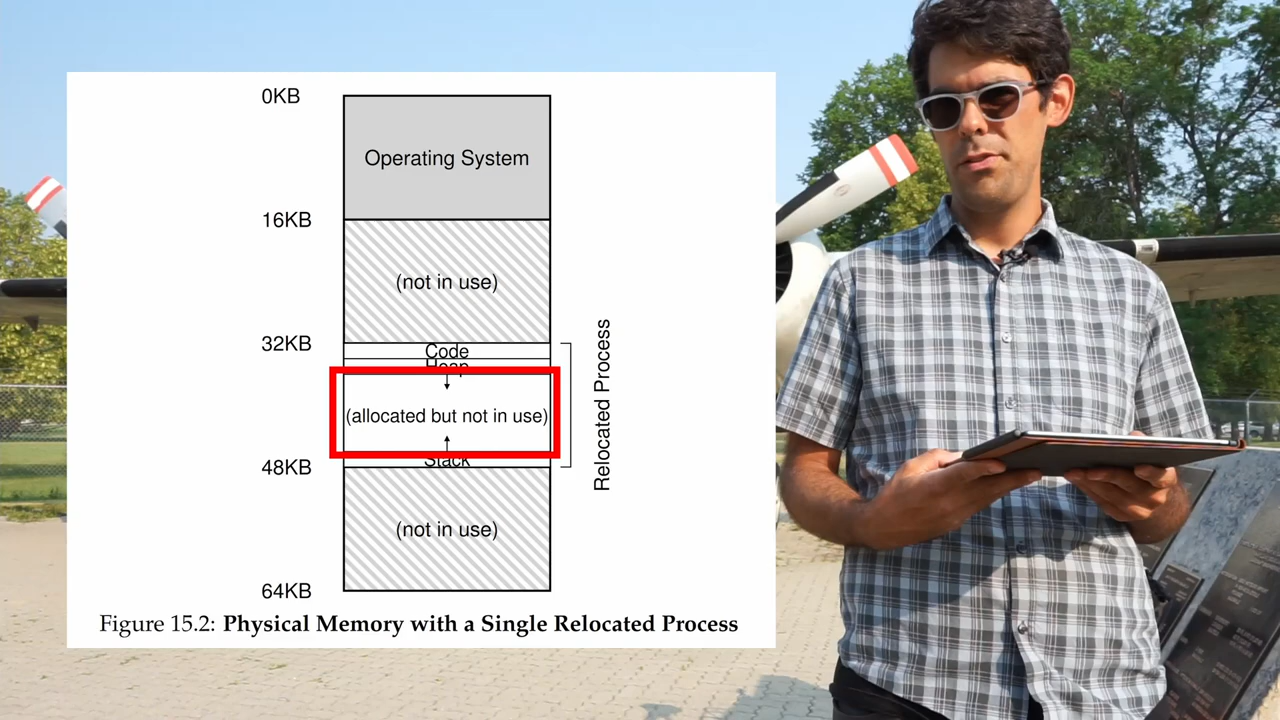 0KB
Operating System
16KB
(not in use)
32KB
Code
Heap
(allocated but not in use)
Stack
48KB
(not in use)
64KB
Relocated Process
Figure 15.2: Physical Memory with a Single Relocated Process